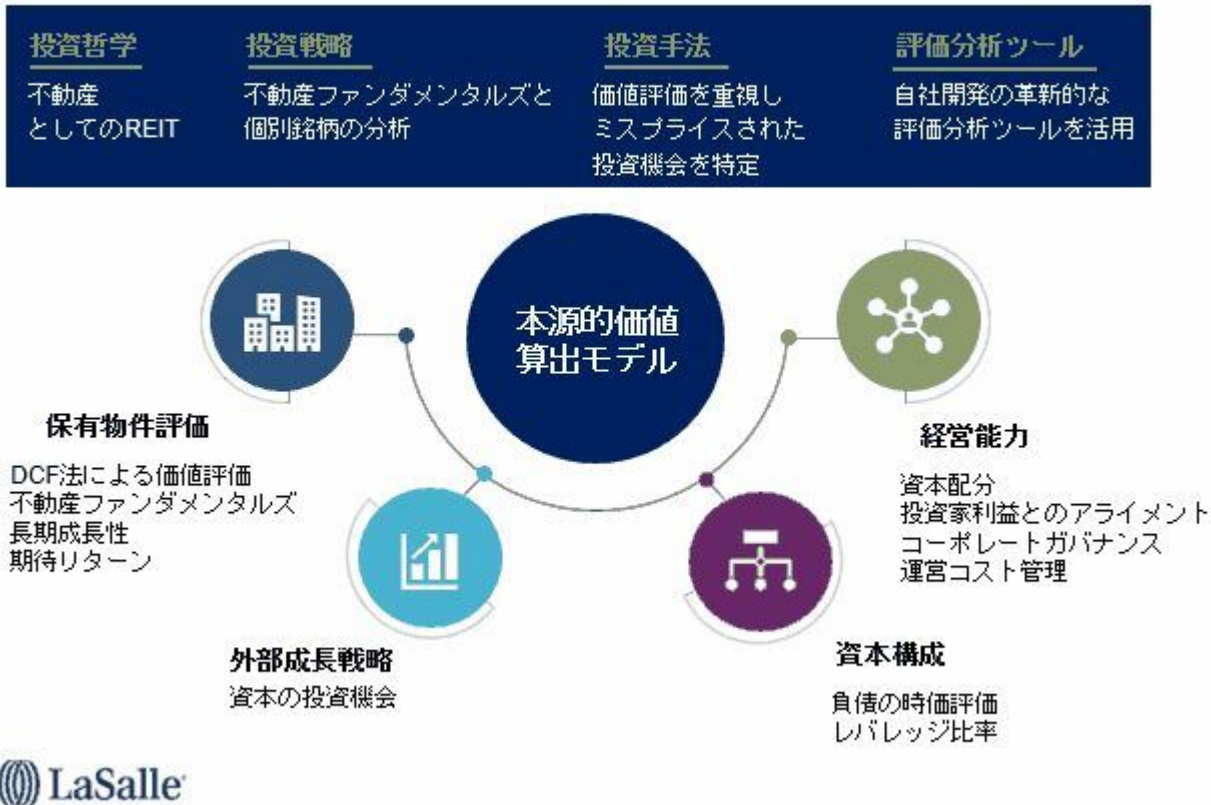 投資哲学
不動産
としてのREIT
投資戦略
不動産ファンダメンタルズと
個別銘柄の分析
投資手法
価値評価を重視し
ミスプライスされた
投資機会を特定
評価分析ツール
自社開発の革新的な
評価分析ツールを活用
本源的価値
算出モデル
保有物件評価
DCF法による価値評価
不動産ファンダメンタルズ
長期成長性
期待リターン
外部成長戦略
資本の投資機会
資本構成
負債の時価評価
レバレッジ比率
経営能力
資本配分
投資家利益とのアライメント
コーポレートガバナンス
運営コスト管理
LaSalle